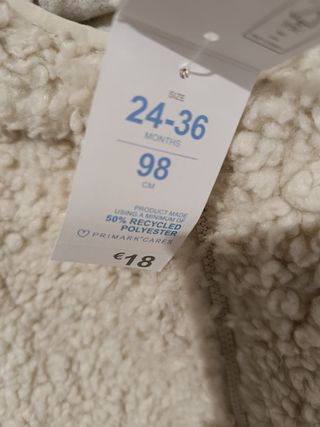 SIZE
24-36
MONTHS
98
CM
PRODUCT MADE
USING A MINIMUM OF
50% RECYCLED
POLYESTER
PRIMARK®CARES
€18